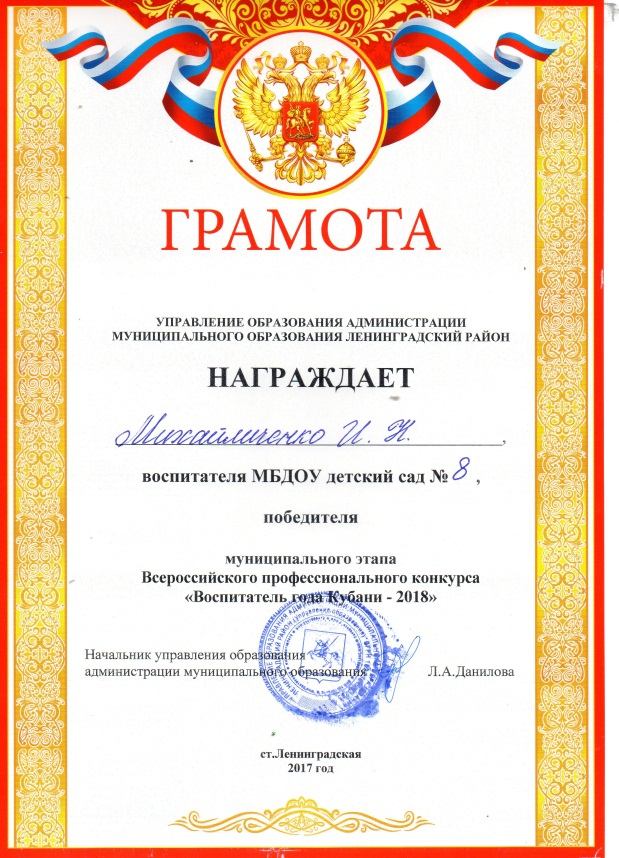 ГРАМОТА
УПРАВЛЕНИЕ ОБРАЗОВАНИЯ АДМИНИСТРАЦИИ
МУНИЦИПАЛЬНОГО ОБРАЗОВАНИЯ ЛЕНИНГРАДСКИЙ РАЙОН
НАГРАЖДАЕТ
Михайличенко И. Н.,
воспитателя МБДОУ детский сад № 8 ,
победителя
муниципального этапа
Всероссийского профессионального конкурса
«Воспитатель года Кубани - 2018»
Начальник управления образования
администрации муниципального образования Л.А.Данилова
ст.Ленинградская
2017 год